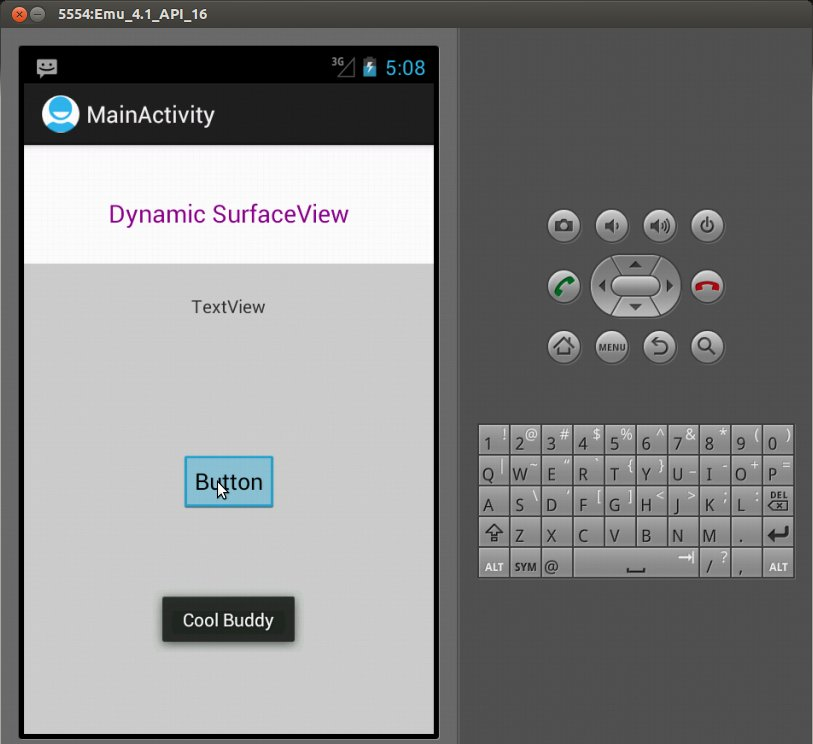 5554:Emu_4.1_API_16
3G 5:08
MainActivity
Dynamic SurfaceView
TextView
Button
Cool Buddy
MENU
1 ! 2 @ 3 # 4 $ 5 % 6 ^ 7 & 8 * 9 ( 0 )
Q | W ~ E " R ` T { Y } U _ I - O + P =
A S \ D ' F [ G ] H < J > K ; L : DEL
Z X C V B N M .
ALT SYM @ / ? , ALT